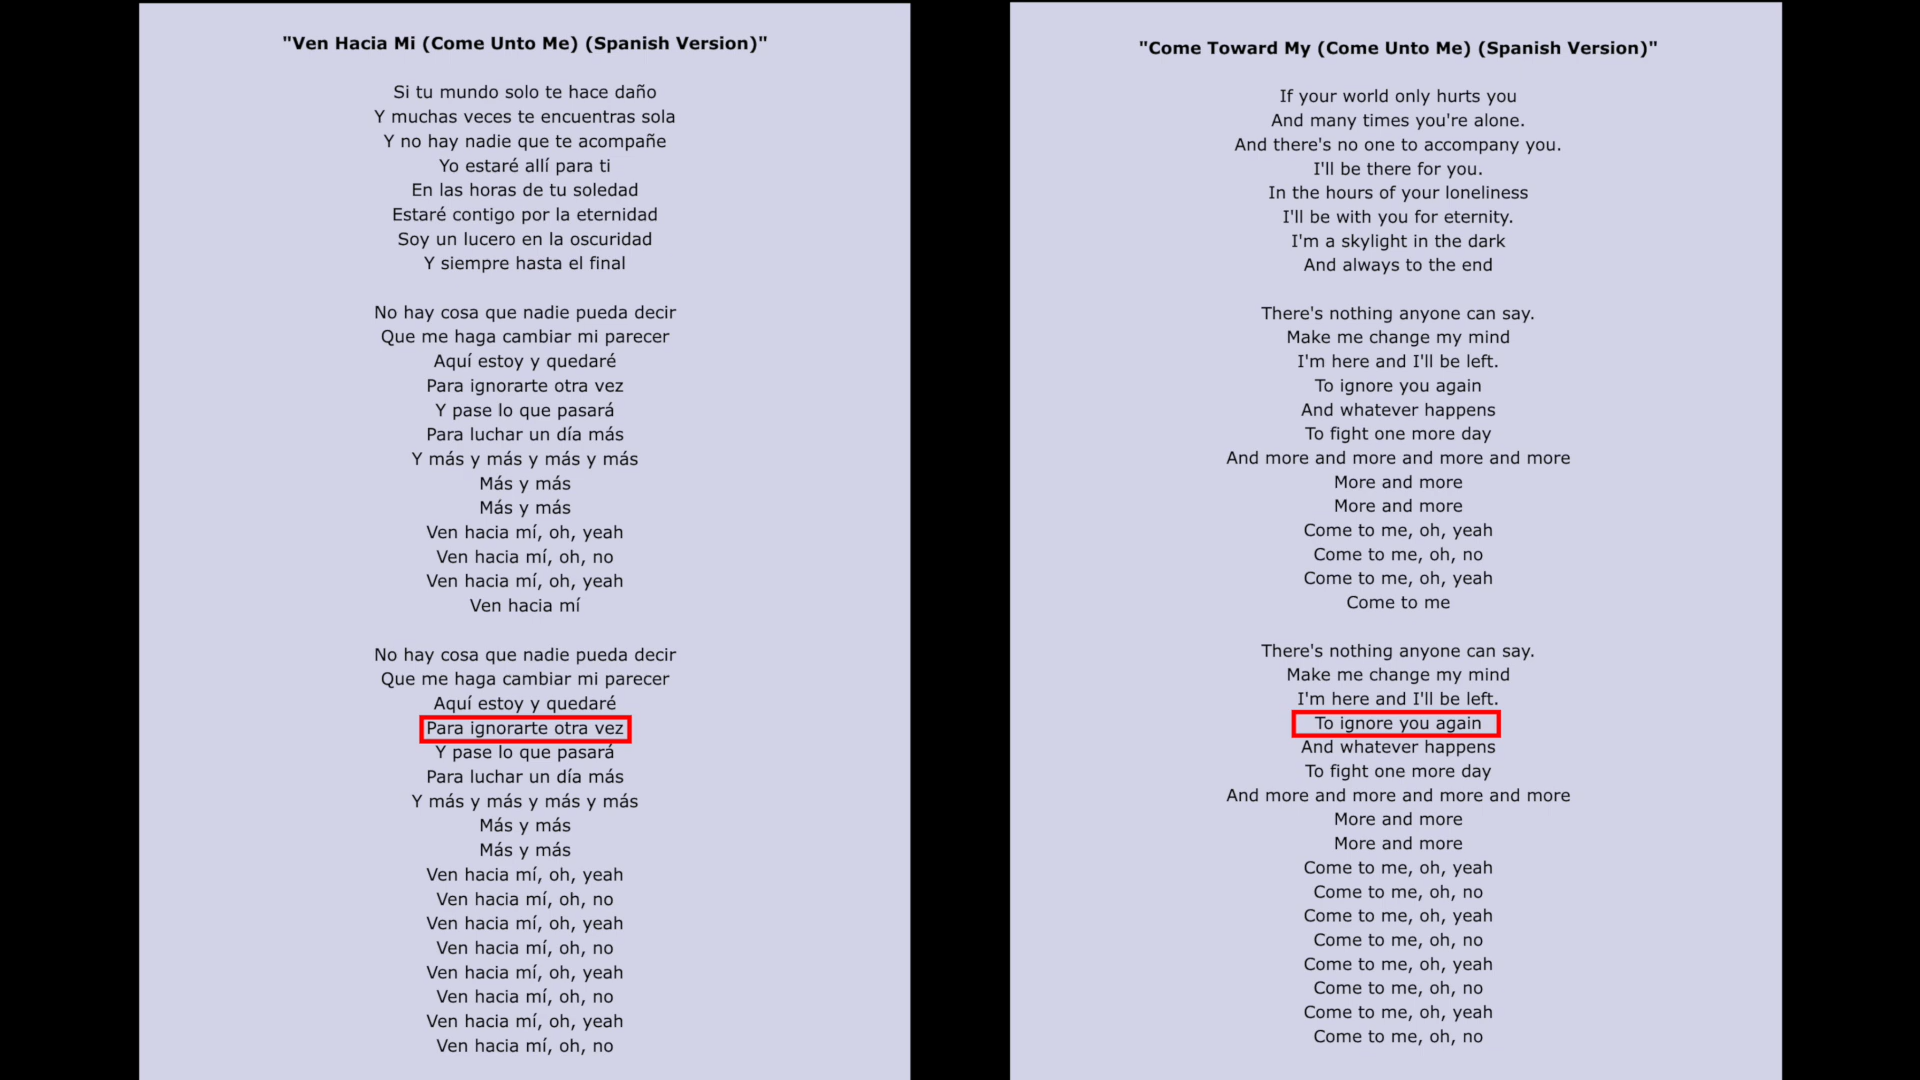 "Ven Hacia Mi (Come Unto Me) (Spanish Version)"
Si tu mundo solo te hace daño
Y muchas veces te encuentras sola
Y no hay nadie que te acompañe
Yo estaré allí para ti
En las horas de tu soledad
Estaré contigo por la eternidad
Soy un lucero en la oscuridad
Y siempre hasta el final
No hay cosa que nadie pueda decir
Que me haga cambiar mi parecer
Aquí estoy y quedaré
Para ignorarte otra vez
Y pase lo que pasará
Para luchar un día más
Y más y más y más y más
Más y más
Más y más
Ven hacia mí, oh, yeah
Ven hacia mí, oh, no
Ven hacia mí, oh, yeah
Ven hacia mí
No hay cosa que nadie pueda decir
Que me haga cambiar mi parecer
Aquí estoy y quedaré
Para ignorarte otra vez
Y pase lo que pasará
Para luchar un día más
Y más y más y más y más
Más y más
Más y más
Ven hacia mí, oh, yeah
Ven hacia mí, oh, no
Ven hacia mí, oh, yeah
Ven hacia mí, oh, no
Ven hacia mí, oh, yeah
Ven hacia mí, oh, no
Ven hacia mí, oh, yeah
Ven hacia mí, oh, no
"Come Toward My (Come Unto Me) (Spanish Version)"
If your world only hurts you
And many times you're alone.
And there's no one to accompany you.
I'll be there for you.
In the hours of your loneliness
I'll be with you for eternity.
I'm a skylight in the dark
And always to the end
There's nothing anyone can say.
Make me change my mind
I'm here and I'll be left.
To ignore you again
And whatever happens
To fight one more day
And more and more and more and more
More and more
More and more
Come to me, oh, yeah
Come to me, oh, no
Come to me, oh, yeah
Come to me
There's nothing anyone can say.
Make me change my mind
I'm here and I'll be left.
To ignore you again
And whatever happens
To fight one more day
And more and more and more and more
More and more
More and more
Come to me, oh, yeah
Come to me, oh, no
Come to me, oh, yeah
Come to me, oh, no
Come to me, oh, yeah
Come to me, oh, no
Come to me, oh, yeah
Come to me, oh, no